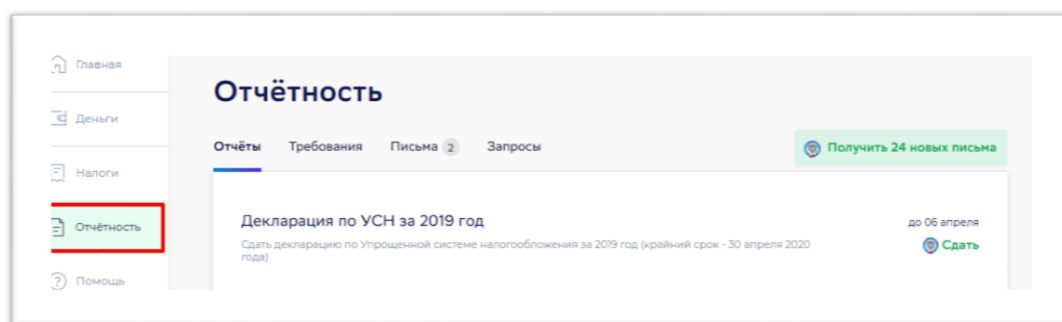 Главная
Деньги
Налоги
Отчётность
Помощь
Отчётность
Отчёты Требования Письма 2 Запросы
Получить 24 новых письма
Декларация по УСН за 2019 год
до 06 апреля
Сдать декларацию по Упрощенной системе налогообложения за 2019 год (крайний срок - 30 апреля 2020
года)
Сдать